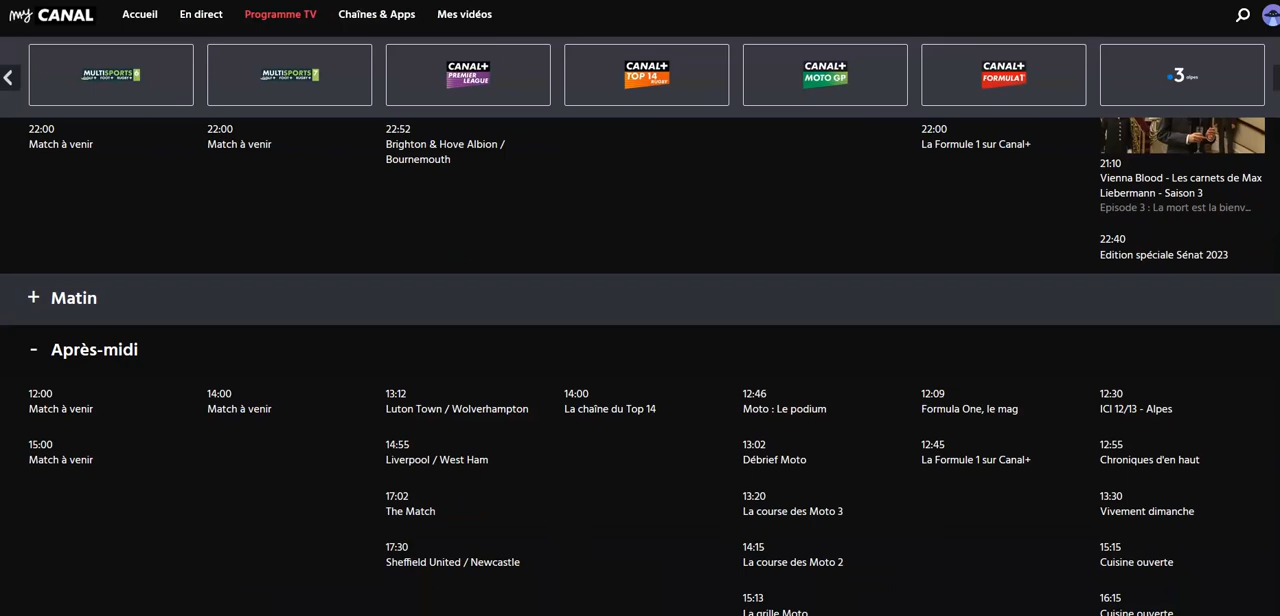 my CANAL
Accueil
En direct
Programme TV
Chaînes & Apps
Mes vidéos
MULTISPORTS 6
MULTISPORTS 7
CANAL+
PREMIER
LEAGUE
CANAL+
TOP 14
RUGBY
CANAL+
MOTO GP
CANAL+
FORMULA 1
3 alpes
22:00
Match à venir
22:00
Match à venir
22:52
Brighton & Hove Albion /
Bournemouth
22:00
La Formule 1 sur Canal+
21:10
Vienna Blood - Les carnets de Max
Liebermann - Saison 3
Episode 3 : La mort est la bienv...
22:40
Edition spéciale Sénat 2023
+ Matin
- Après-midi
12:00
Match à venir
15:00
Match à venir
14:00
Match à venir
13:12
Luton Town / Wolverhampton
14:55
Liverpool / West Ham
17:02
The Match
17:30
Sheffield United / Newcastle
14:00
La chaîne du Top 14
12:46
Moto : Le podium
13:02
Débrief Moto
13:20
La course des Moto 3
14:15
La course des Moto 2
15:13
La grille Moto
12:09
Formula One, le mag
12:45
La Formule 1 sur Canal+
12:30
ICI 12/13 - Alpes
12:55
Chroniques d'en haut
13:30
Vivement dimanche
15:15
Cuisine ouverte
16:15
Cuisine ouverte